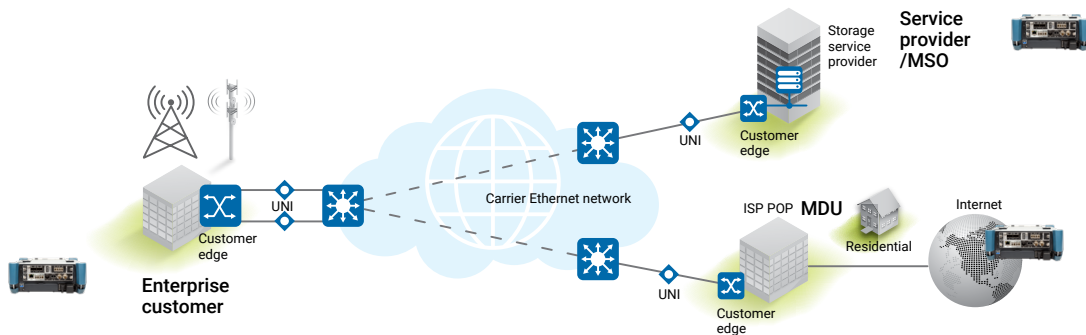 Storage
service
provider
Service
provider
/MSO
UNI
Customer
edge
Carrier Ethernet network
UNI
Customer
edge
Enterprise
customer
ISP POP
MDU
Residential
Internet
UNI
Customer
edge